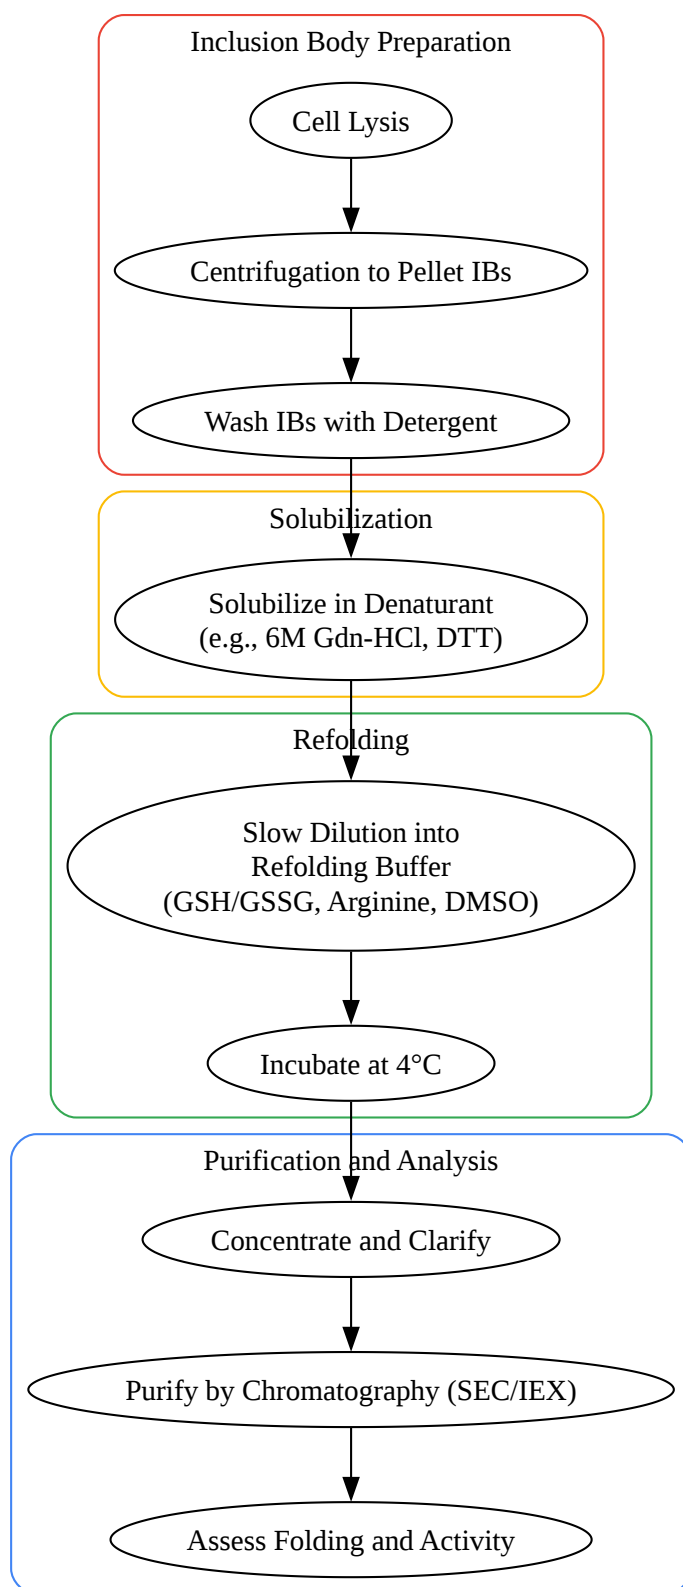 Inclusion Body Preparation
Cell Lysis
Centrifugation to Pellet IBs
Wash IBs with Detergent
Solubilization
Solubilize in Denaturant
(e.g., 6M Gdn-HCl, DTT)
Refolding
Slow Dilution into
Refolding Buffer
(GSH/GSSG, Arginine, DMSO)
Incubate at 4°C
Purification and Analysis
Concentrate and Clarify
Purify by Chromatography (SEC/IEX)
Assess Folding and Activity